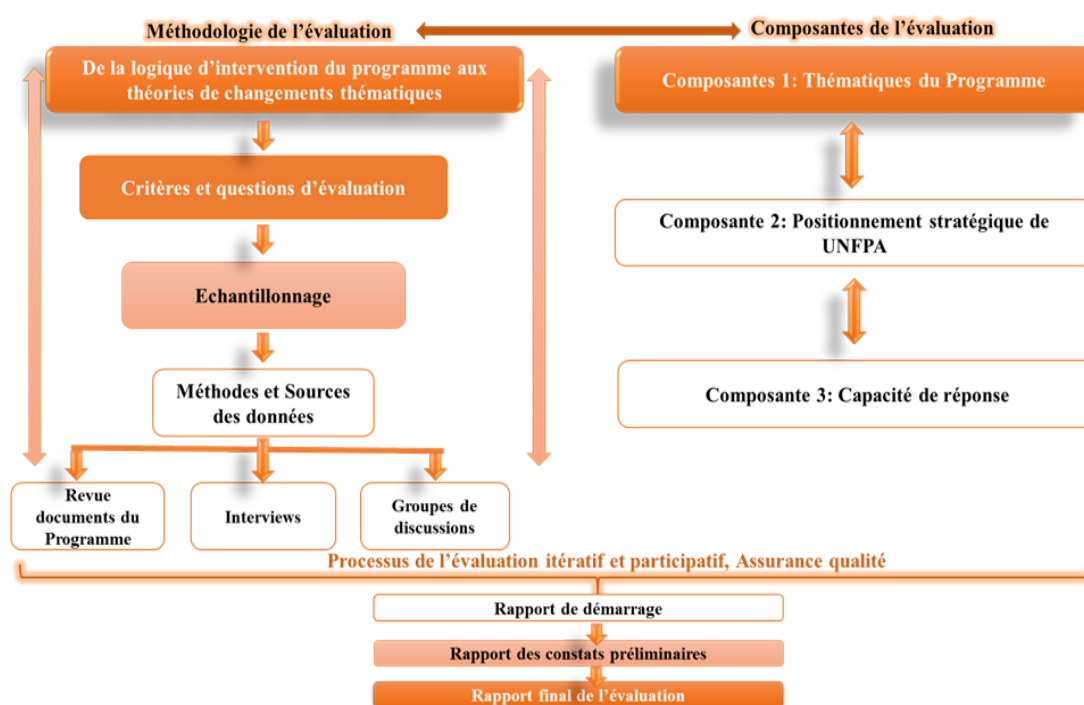 Méthodologie de l'évaluation
Composantes de l'évaluation
De la logique d'intervention du programme aux
théories de changements thématiques
Critères et questions d'évaluation
Echantillonnage
Méthodes et Sources
des données
Revue
documents du
Programme
Interviews
Groupes de
discussions
Composantes 1: Thématiques du Programme
Composante 2: Positionnement stratégique de
UNFPA
Composante 3: Capacité de réponse
Processus de l'évaluation itératif et participatif, Assurance qualité
Rapport de démarrage
Rapport des constats préliminaires
Rapport final de l'évaluation